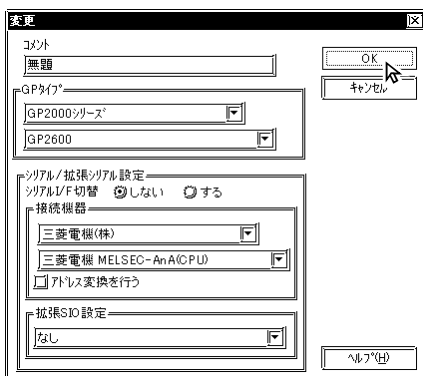 変更
コメント
無題
OK
キャンセル
GPタイプ
GP2000シリーズ
GP2600
シリアル/拡張シリアル設定
シリアルI/F切替 しない する
接続機器
三菱電機(株)
三菱電機 MELSEC-AnA(CPU)
アドレス変換を行う
拡張SIO設定
なし
ヘルプ(H)